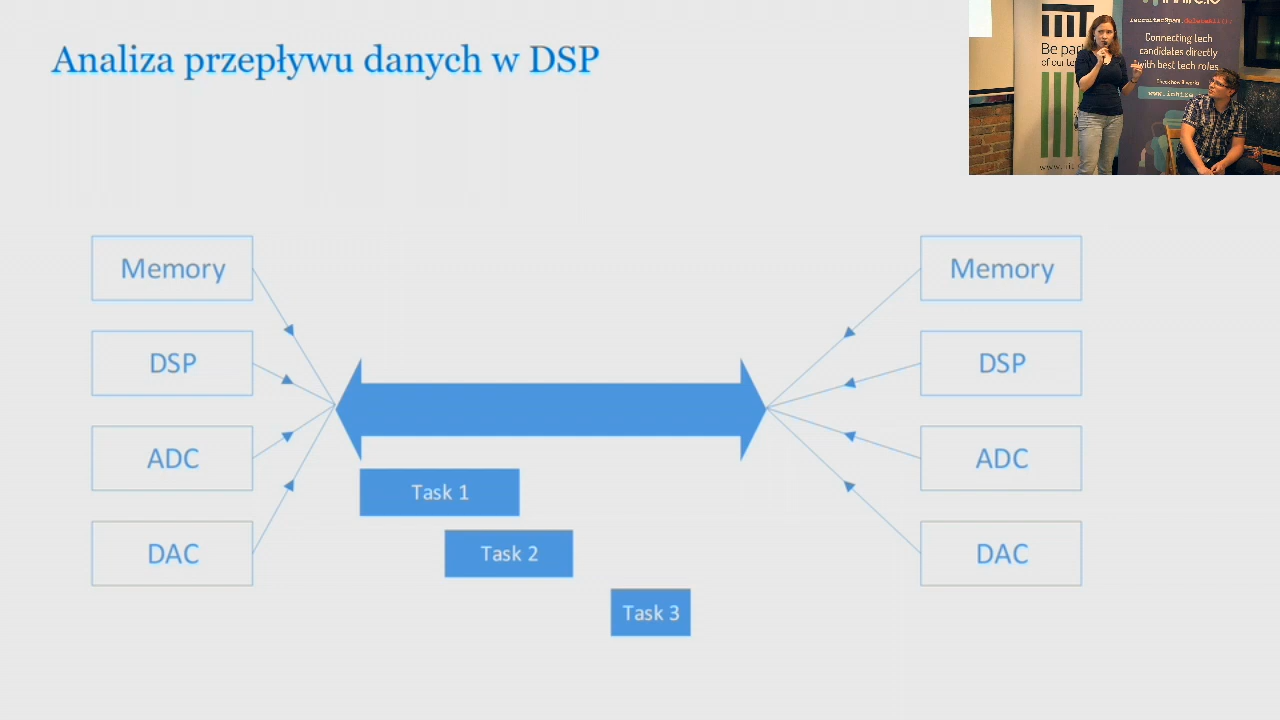 Analiza przepływu danych w DSP
Be part
of our te
Connecting tech
candidates directly
with best tech roles
Memory
DSP
ADC
DAC
Task 1
Task 2
Task 3
Memory
DSP
ADC
DAC